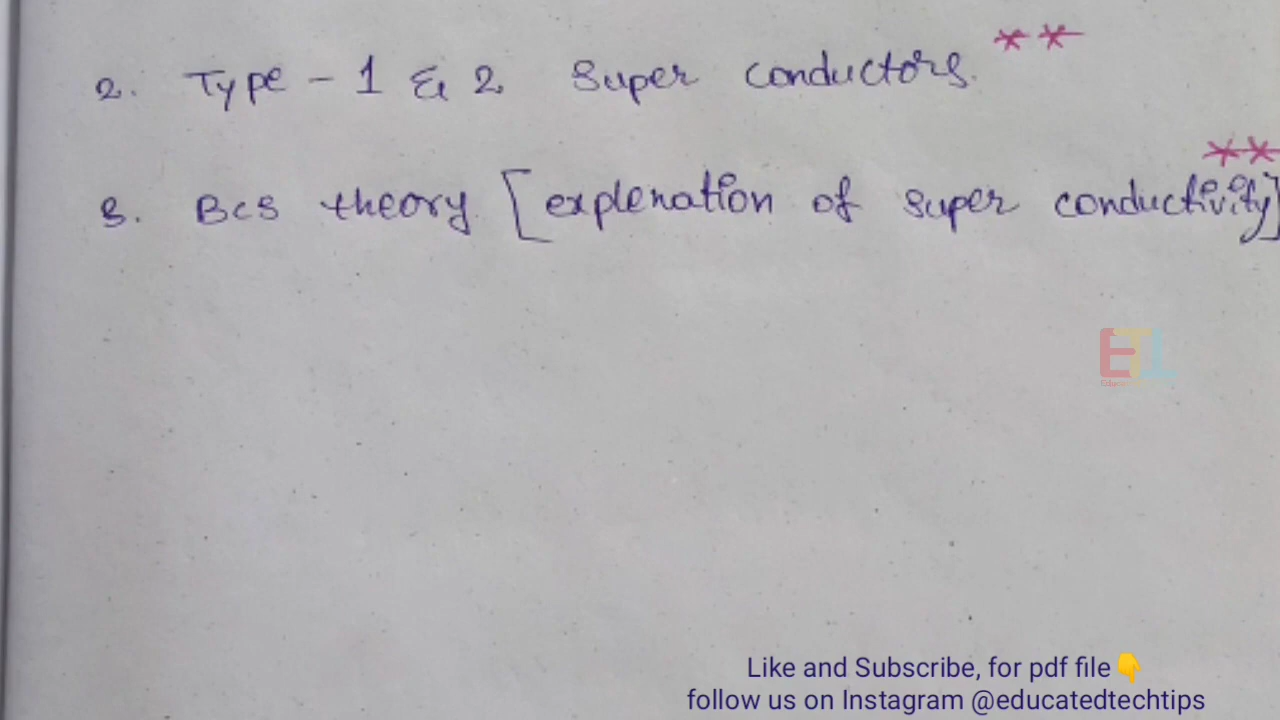 2. Type - 1 & 2 Super conductors. **
3. Bcs theory [explenation of super conductivity] **
ETL
Like and Subscribe, for pdf file👇
follow us on Instagram @educatedtechtips